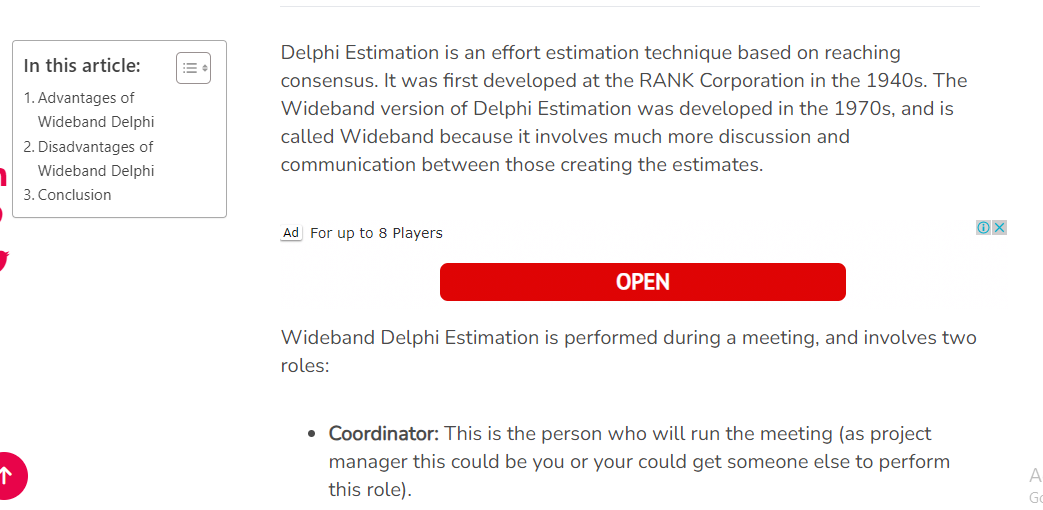 In this article:
1. Advantages of
Wideband Delphi
2. Disadvantages of
Wideband Delphi
3. Conclusion
Delphi Estimation is an effort estimation technique based on reaching
consensus. It was first developed at the RANK Corporation in the 1940s. The
Wideband version of Delphi Estimation was developed in the 1970s, and is
called Wideband because it involves much more discussion and
communication between those creating the estimates.
Ad For up to 8 Players
OPEN
Wideband Delphi Estimation is performed during a meeting, and involves two
roles:
• Coordinator: This is the person who will run the meeting (as project
manager this could be you or your could get someone else to perform
this role).